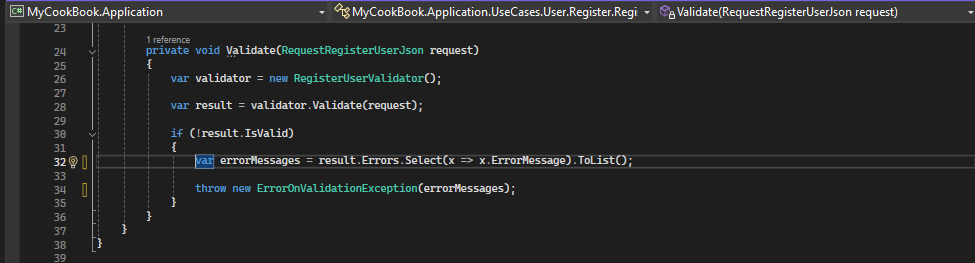 C# MyCookBook.Application
MyCookBook.Application.UseCases.User.Register.Regi
Validate(RequestRegisterUserJson request)
23
1 reference
24 private void Validate(RequestRegisterUserJson request)
25 {
26 var validator = new RegisterUserValidator();
27
28 var result = validator.Validate(request);
29
30 if (!result.IsValid)
31 {
32 var errorMessages = result.Errors.Select(x => x.ErrorMessage).ToList();
33
34 throw new ErrorOnValidationException(errorMessages);
35 }
36 }
37 }
38 }
39